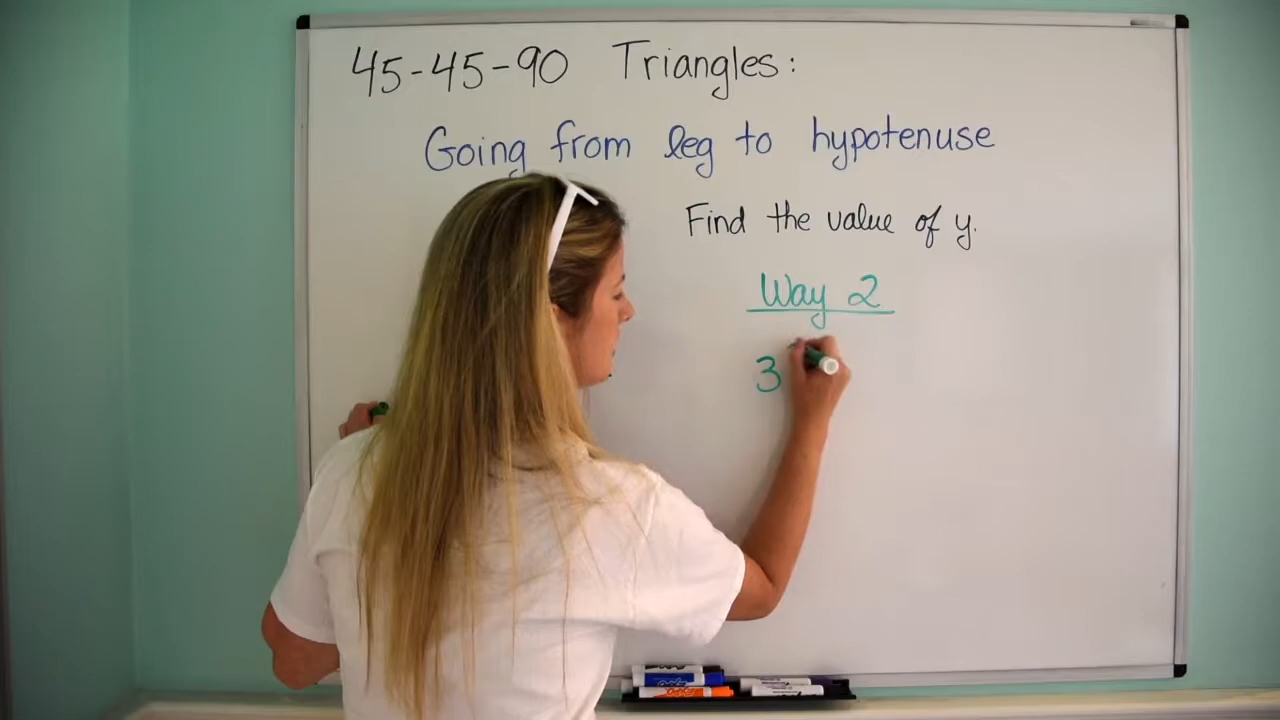 45-45-90 Triangles:
Going from leg to hypotenuse
Find the value of y.
Way 2
3